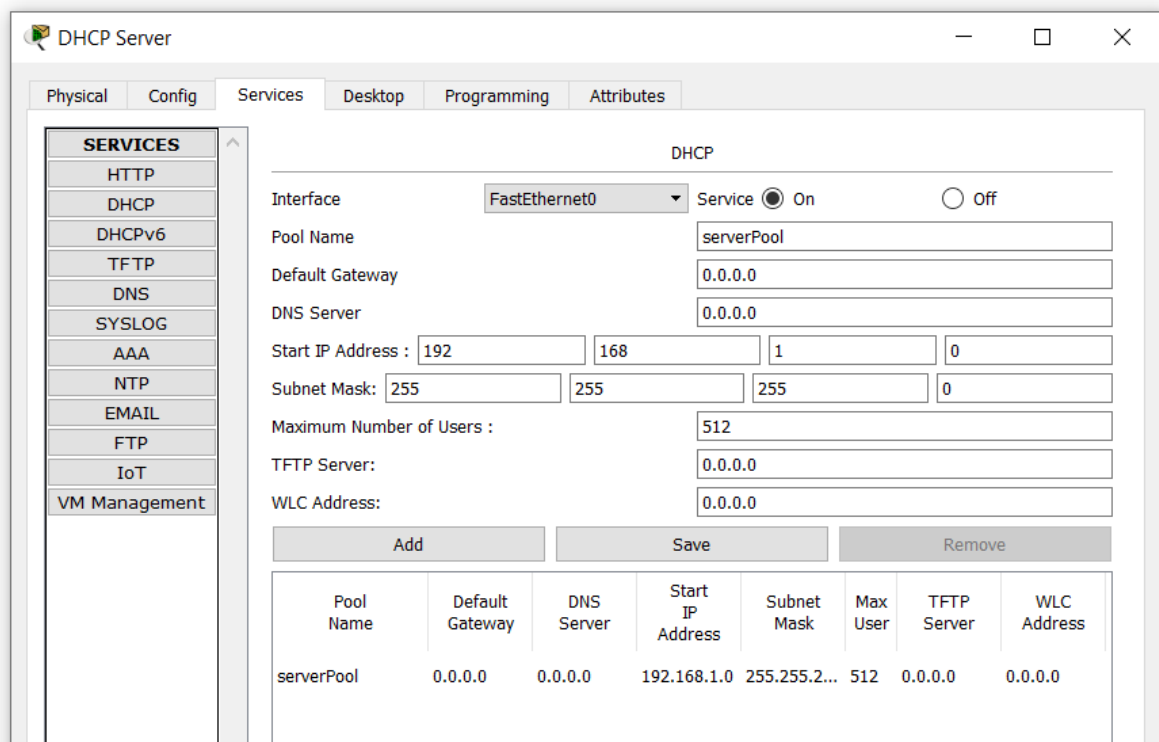 DHCP Server
Physical Config Services Desktop Programming Attributes
SERVICES
HTTP
DHCP
DHCPv6
TFTP
DNS
SYSLOG
AAA
NTP
EMAIL
FTP
IoT
VM Management
DHCP
Interface FastEthernet0 Service On Off
Pool Name serverPool
Default Gateway 0.0.0.0
DNS Server 0.0.0.0
Start IP Address : 192 168 1 0
Subnet Mask: 255 255 255 0
Maximum Number of Users : 512
TFTP Server: 0.0.0.0
WLC Address: 0.0.0.0
Add Save Remove
Pool Name Default Gateway DNS Server Start IP Address Subnet Mask Max User TFTP Server WLC Address
serverPool 0.0.0.0 0.0.0.0 192.168.1.0 255.255.2... 512 0.0.0.0 0.0.0.0